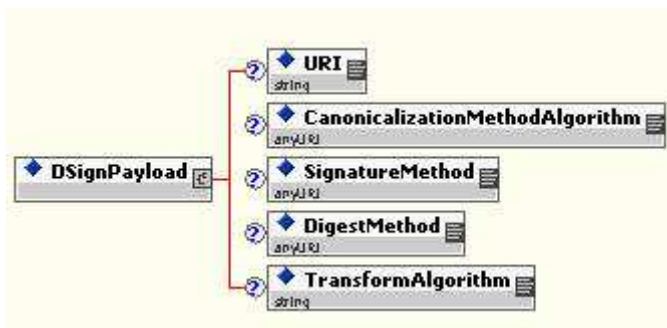 URI
string
CanonicalizationMethodAlgorithm
anyURI
DSignPayload
SignatureMethod
anyURI
DigestMethod
anyURI
TransformAlgorithm
string